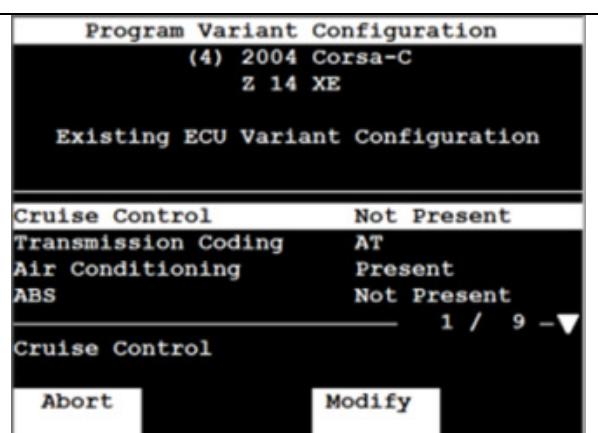 Program Variant Configuration
(4) 2004 Corsa-C
Z 14 XE
Existing ECU Variant Configuration
Cruise Control Not Present
Transmission Coding AT
Air Conditioning Present
ABS Not Present
1 / 9
Cruise Control
Abort Modify